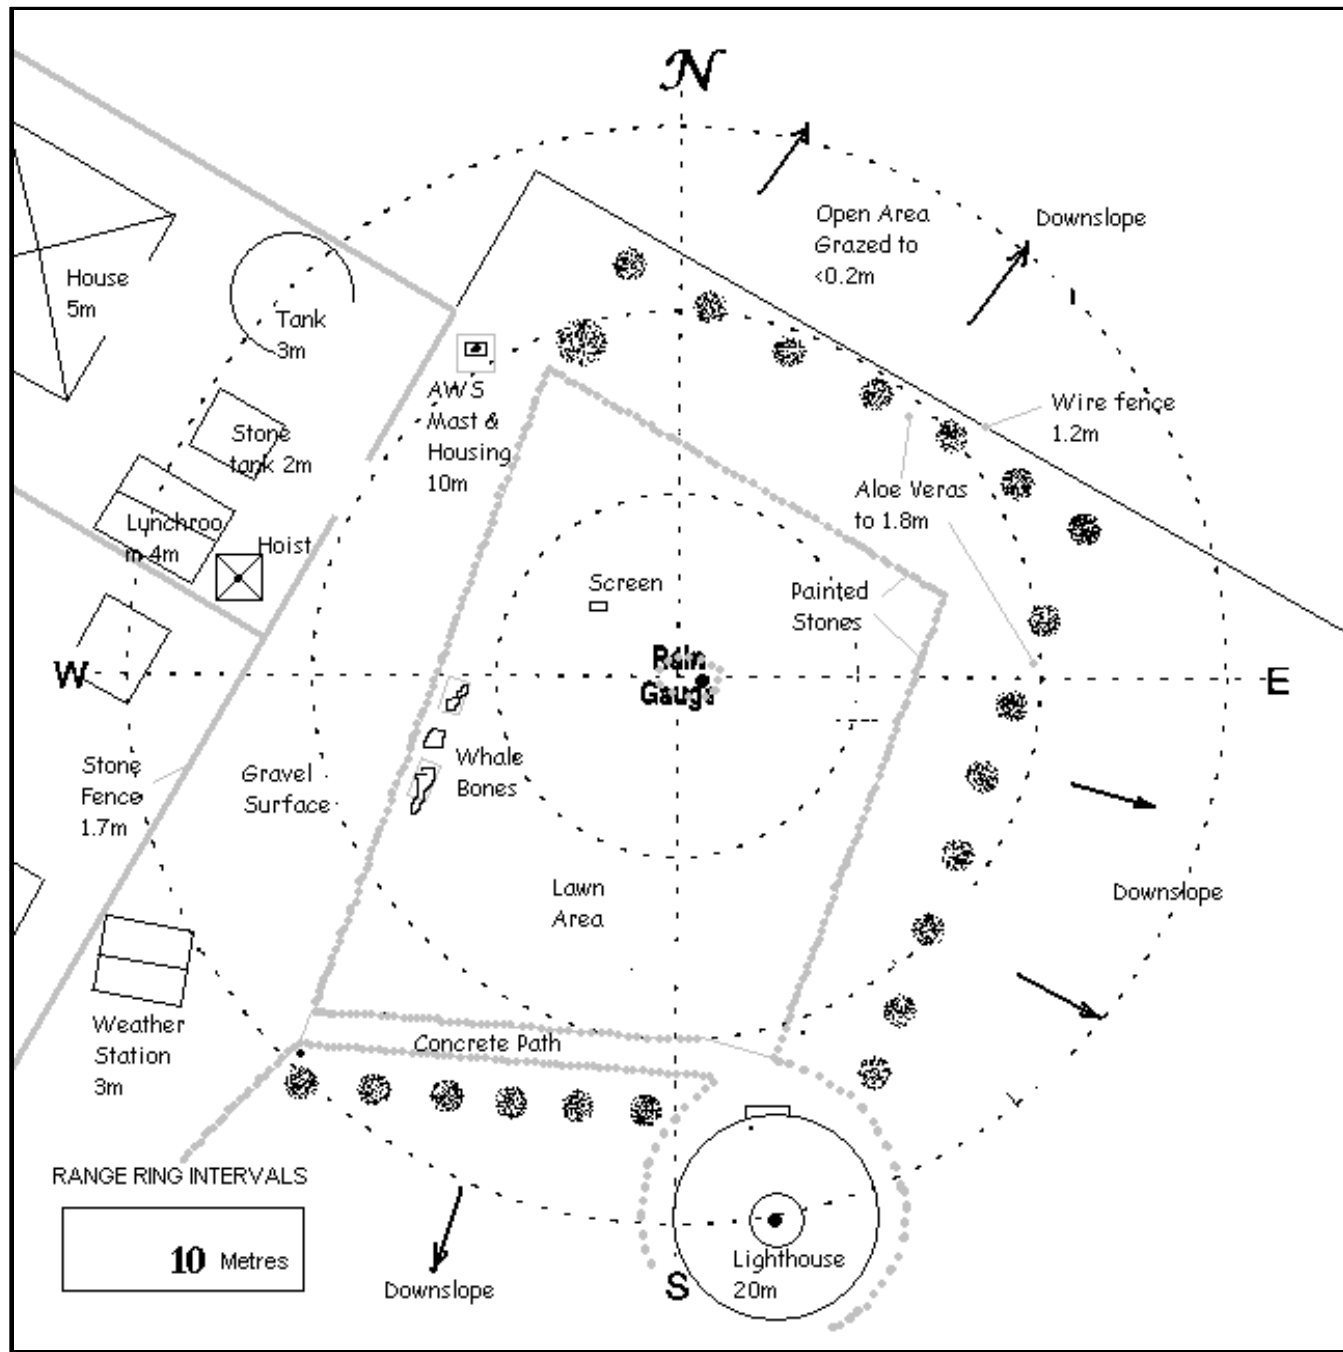 N
Open Area
Grazed to
<0.2m
Downslope
House
5m
Tank
3m
AWS
Mast &
Housing
10m
Wire fence
1.2m
Stone
tank 2m
Aloe Veras
to 1.8m
Lynchroo
m 4m
Hoist
Screen
Painted
Stones
Rain
Gauge
W
E
Stone
Fence
1.7m
Gravel
Surface
Whale
Bones
Lawn
Area
Downslope
Weather
Station
3m
Concrete Path
RANGE RING INTERVALS
10 Metres
Downslope
S
Lighthouse
20m